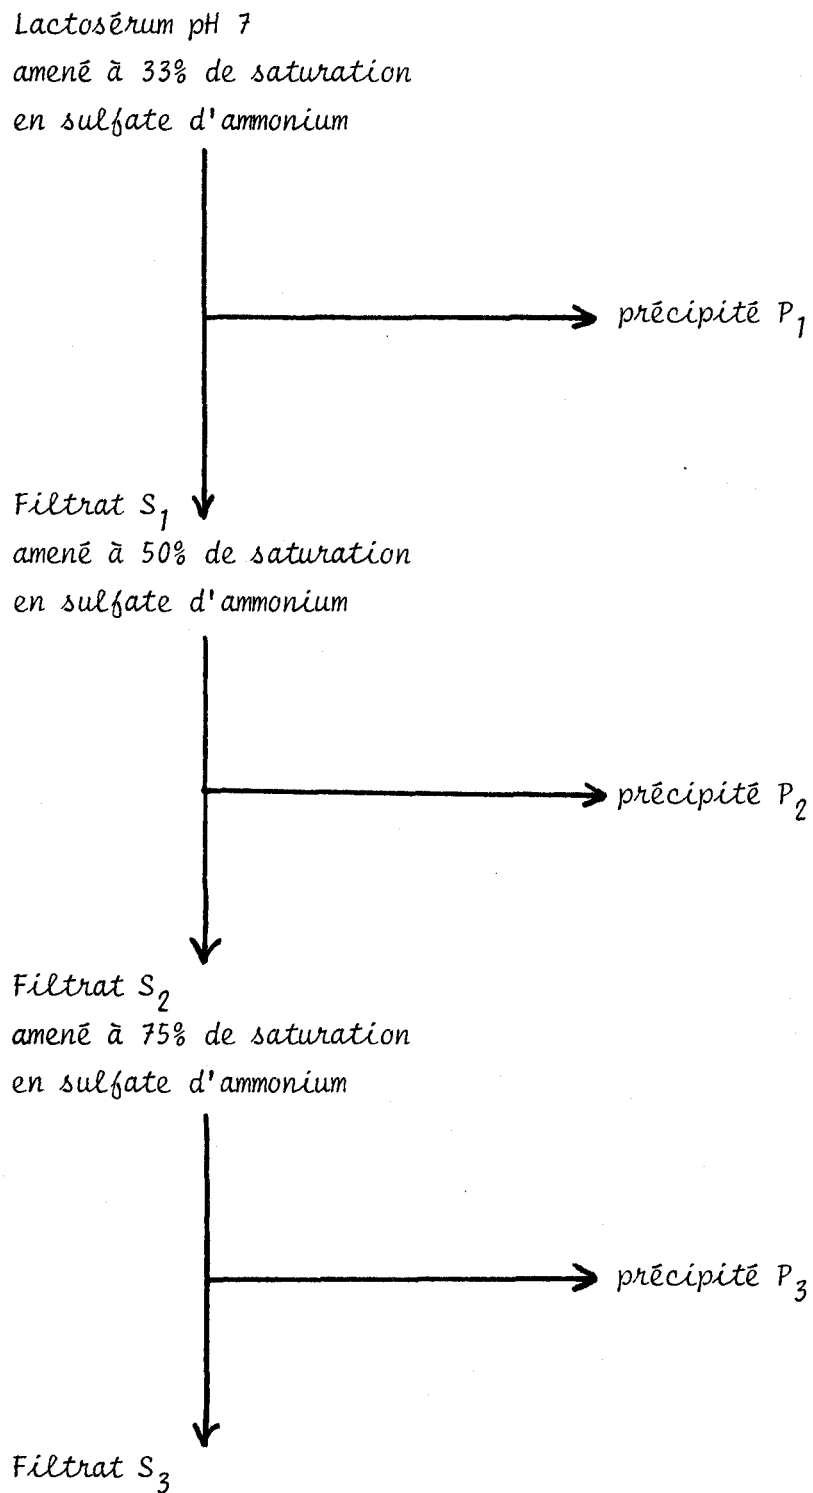 Lactosérum pH 7
amené à 33% de saturation
en sulfate d'ammonium
précipité P₁
Filtrat S₁
amené à 50% de saturation
en sulfate d'ammonium
précipité P₂
Filtrat S₂
amené à 75% de saturation
en sulfate d'ammonium
précipité P₃
Filtrat S₃